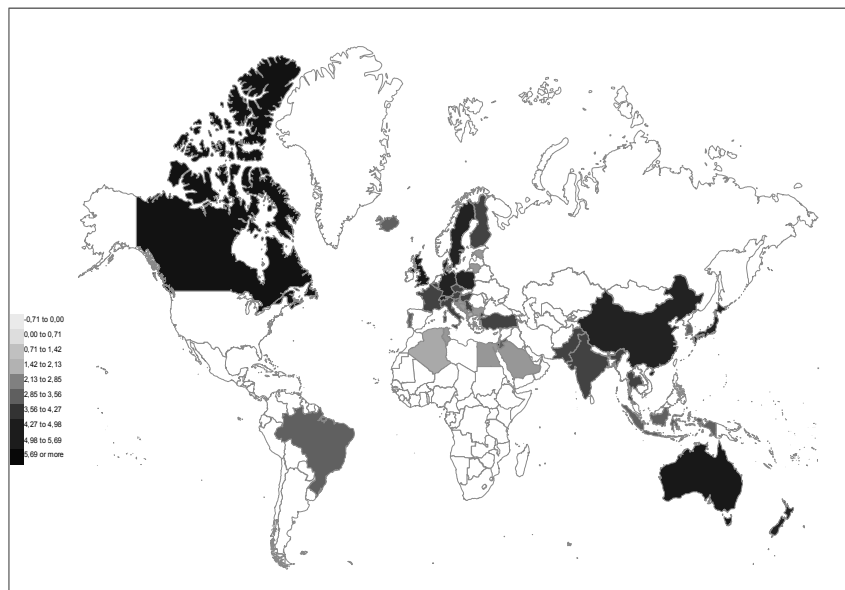 -0,71 to 0,00
0,00 to 0,71
0,71 to 1,42
1,42 to 2,13
2,13 to 2,85
2,85 to 3,56
3,56 to 4,27
4,27 to 4,98
4,98 to 5,69
5,69 or more